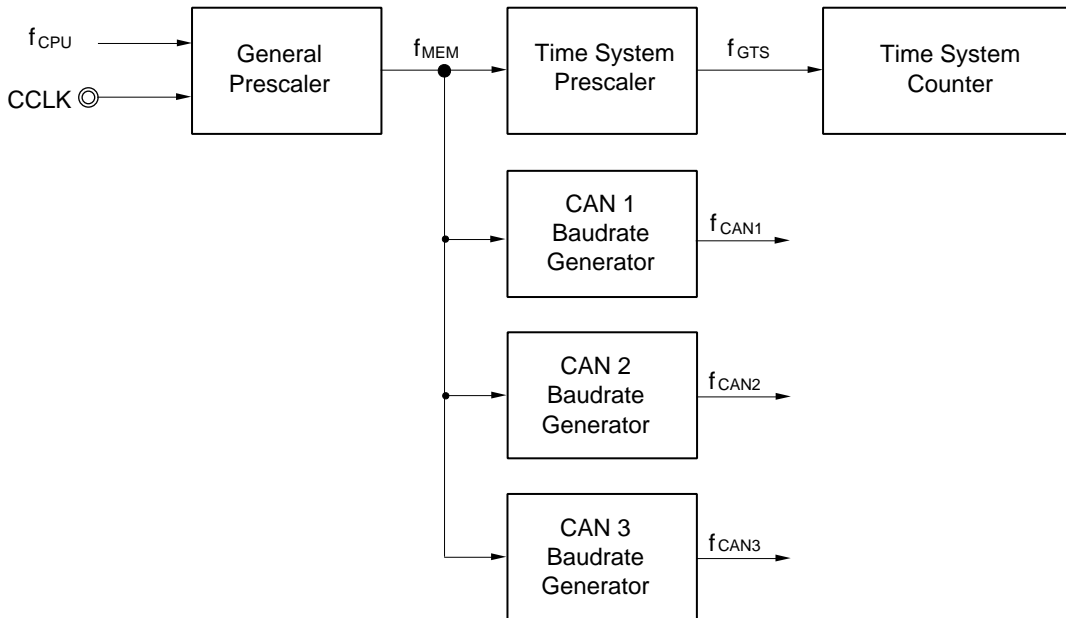 fCPU
CCLK
General
Prescaler
fMEM
Time System
Prescaler
fGTS
Time System
Counter
CAN 1
Baudrate
Generator
fCAN1
CAN 2
Baudrate
Generator
fCAN2
CAN 3
Baudrate
Generator
fCAN3